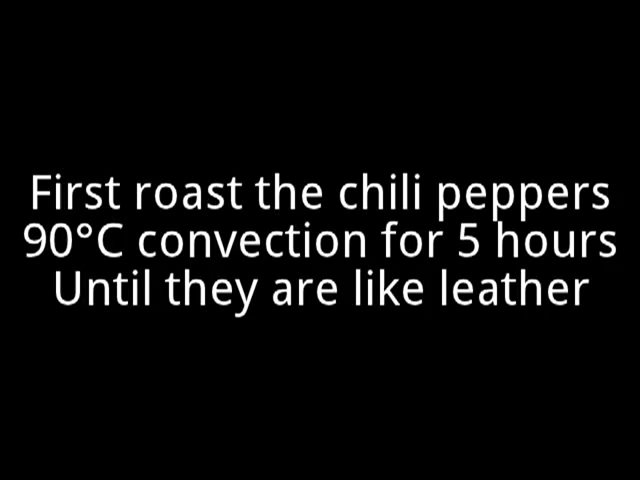 First roast the chili peppers
90°C convection for 5 hours
Until they are like leather